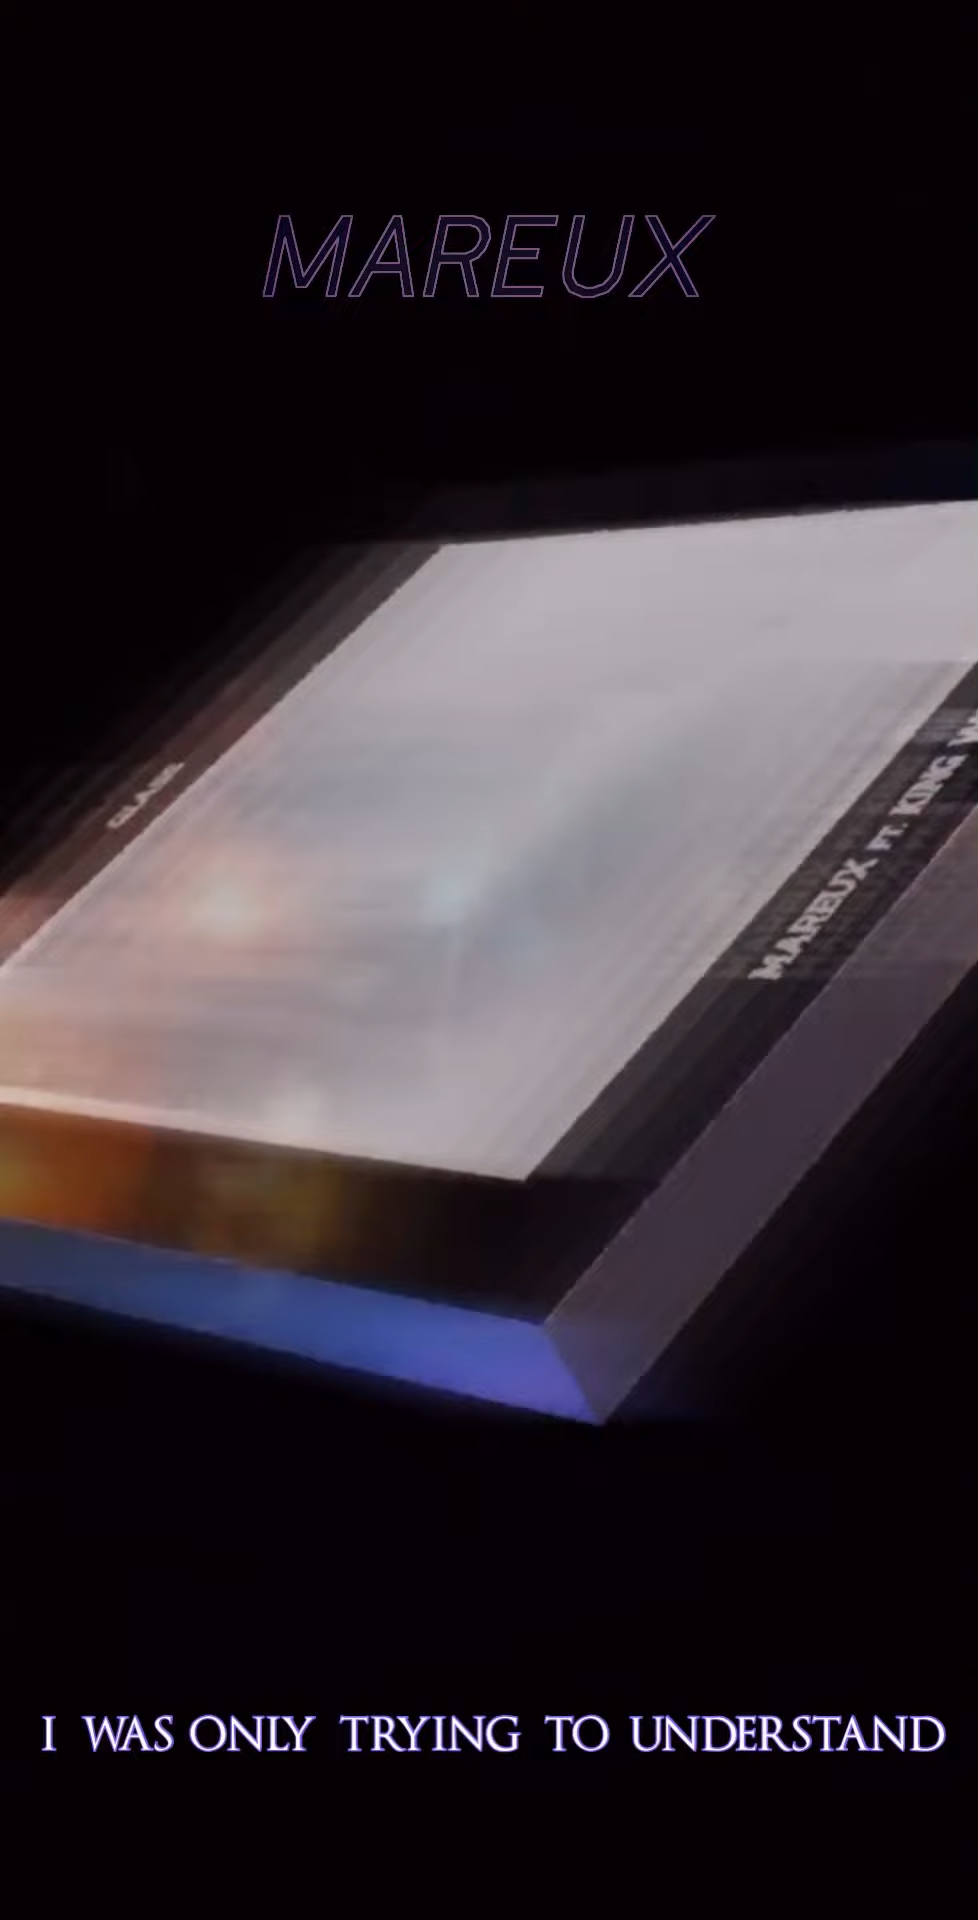 MAREUX
GLASS
MAREUX FT. KING W
I WAS ONLY TRYING TO UNDERSTAND